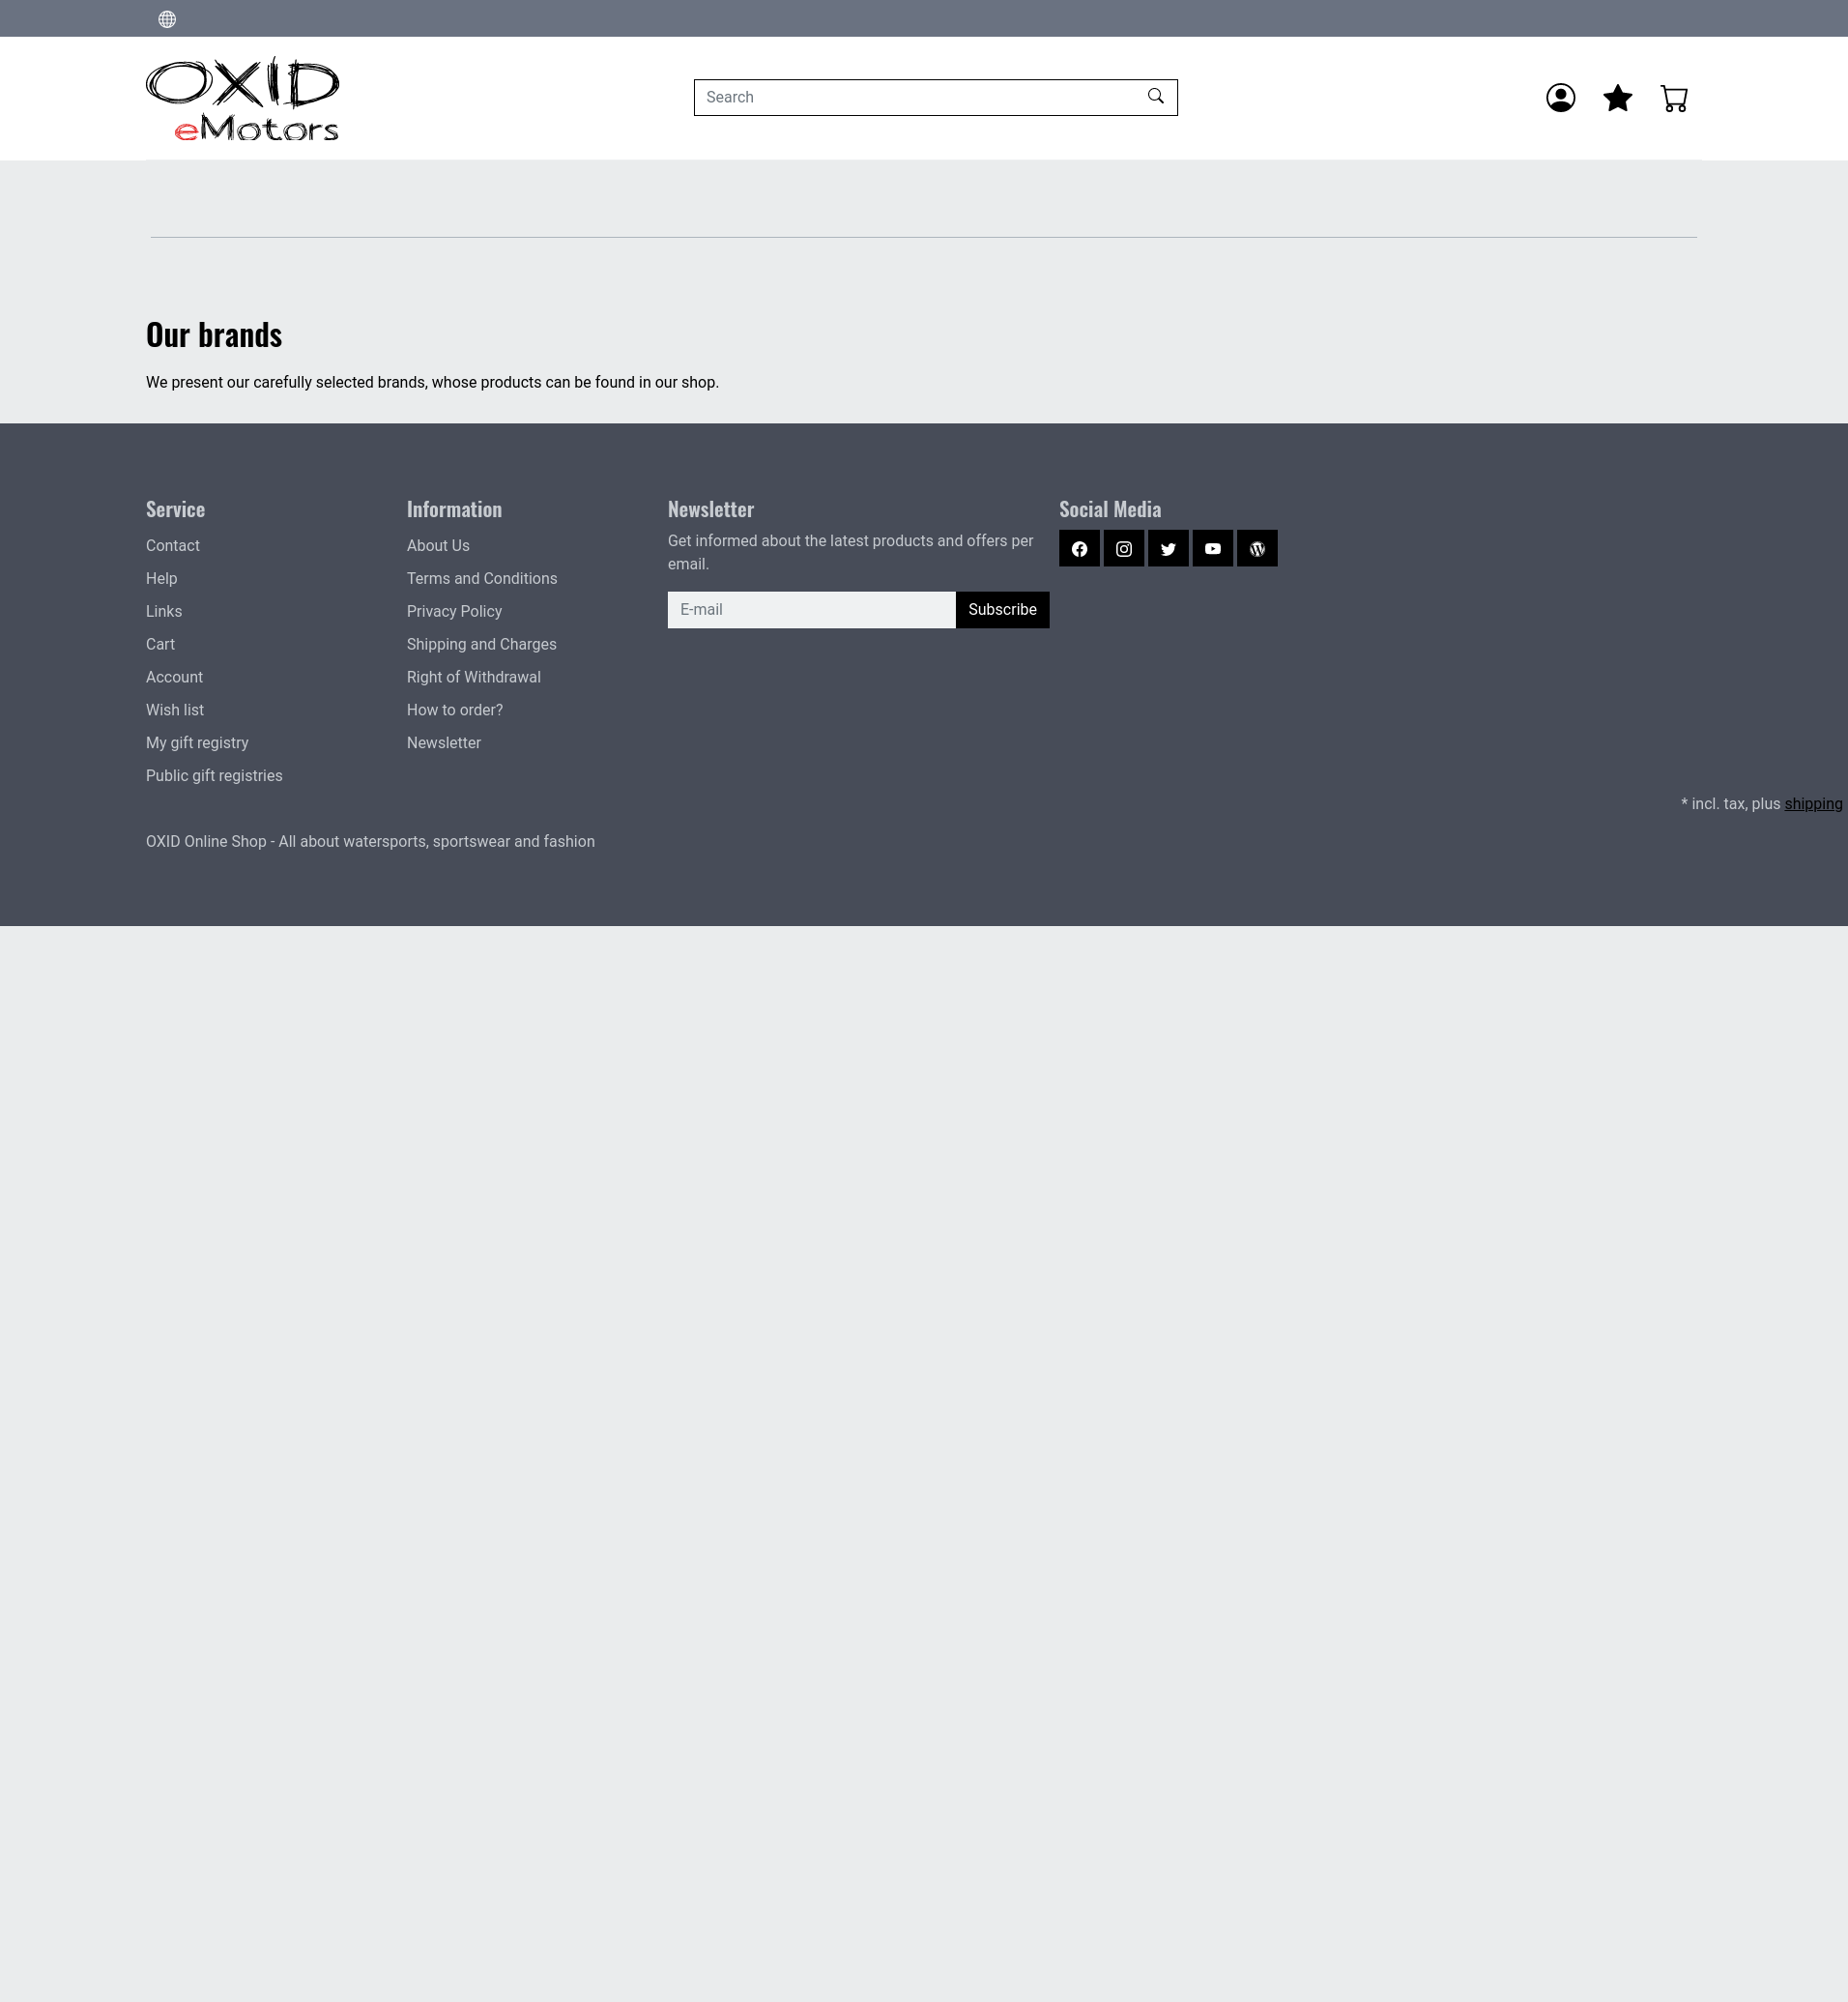 OXID
eMotors
Search
Our brands
We present our carefully selected brands, whose products can be found in our shop.
Service
Contact
Help
Links
Cart
Account
Wish list
My gift registry
Public gift registries
Information
About Us
Terms and Conditions
Privacy Policy
Shipping and Charges
Right of Withdrawal
How to order?
Newsletter
Newsletter
Get informed about the latest products and offers per
email.
E-mail
Subscribe
Social Media
* incl. tax, plus shipping
OXID Online Shop - All about watersports, sportswear and fashion